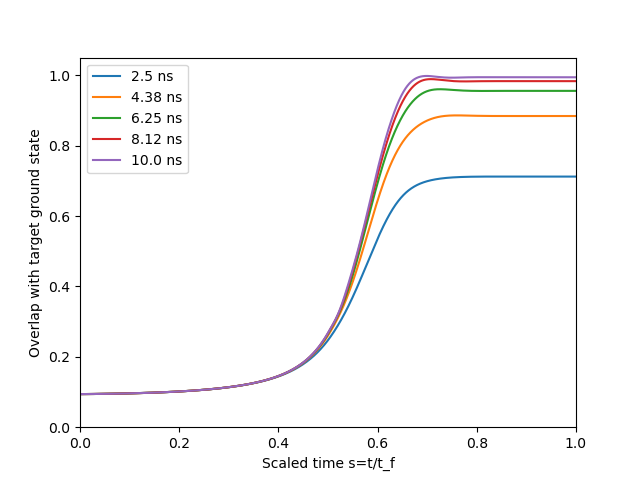 2.5 ns
4.38 ns
6.25 ns
8.12 ns
10.0 ns
Overlap with target ground state
1.0
0.8
0.6
0.4
0.2
0.0
0.0 0.2 0.4 0.6 0.8 1.0
Scaled time s=t/t_f